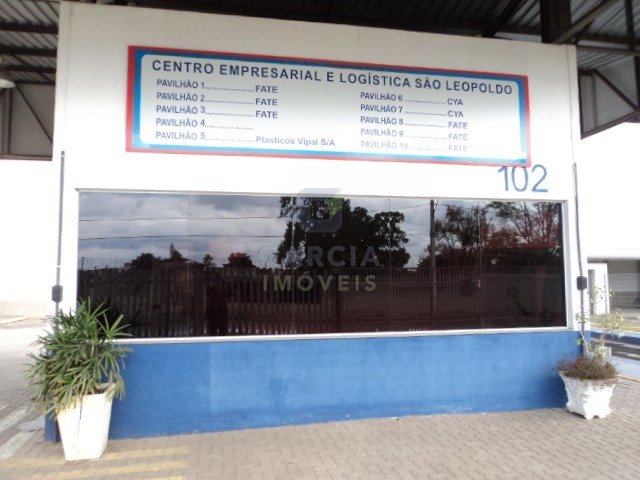 CENTRO EMPRESARIAL E LOGÍSTICA SÃO LEOPOLDO
PAVILHÃO 1......................FATE
PAVILHÃO 2......................FATE
PAVILHÃO 3......................FATE
PAVILHÃO 4......................
PAVILHÃO 5......................Plasticos Vipal S/A
PAVILHÃO 6...................CYA
PAVILHÃO 7...................CYA
PAVILHÃO 8...................FATE
PAVILHÃO 9...................FATE
PAVILHÃO 10.................FATE
102
GARCIA
IMÓVEIS